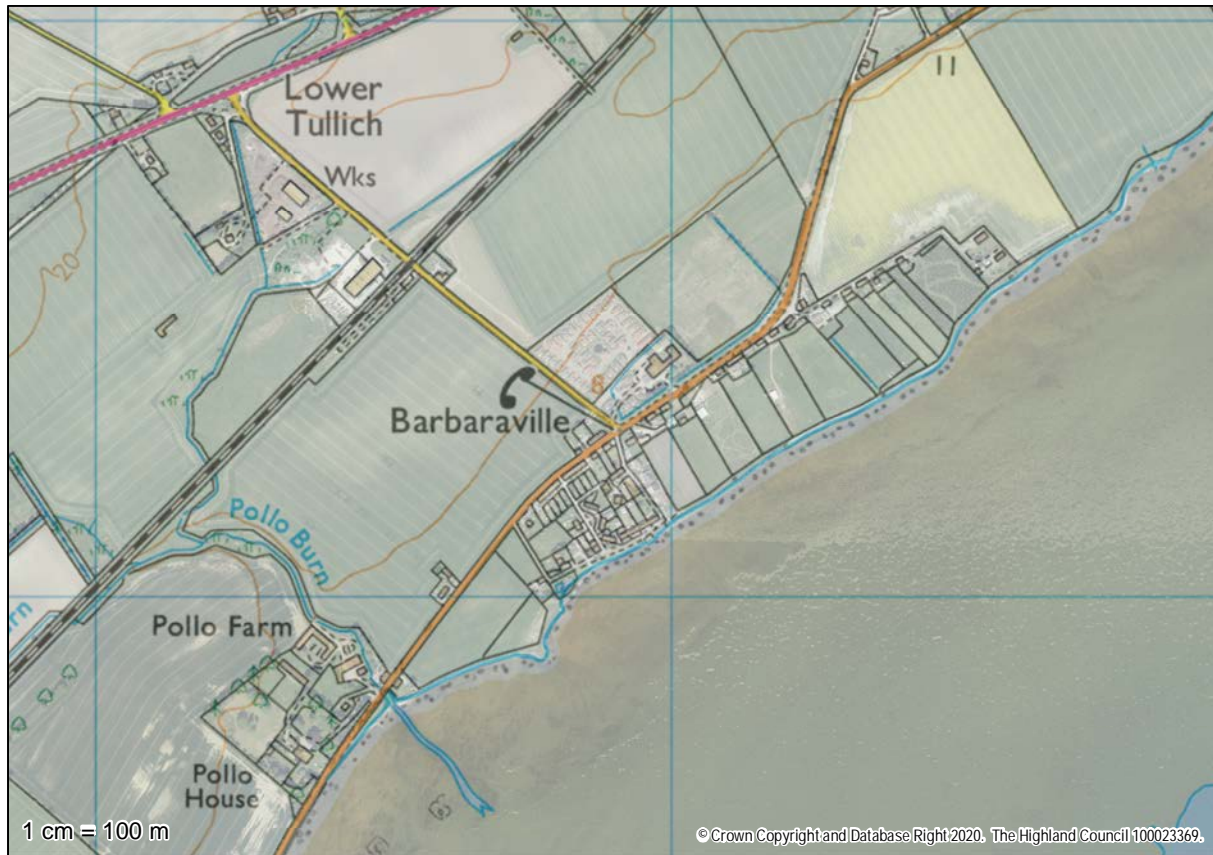 11
Lower
Tullich
Wks
20
8
Barbaraville
Pollo Burn
rn
Pollo Farm
Pollo
House
1 cm = 100 m
© Crown Copyright and Database Right 2020. The Highland Council 100023369.